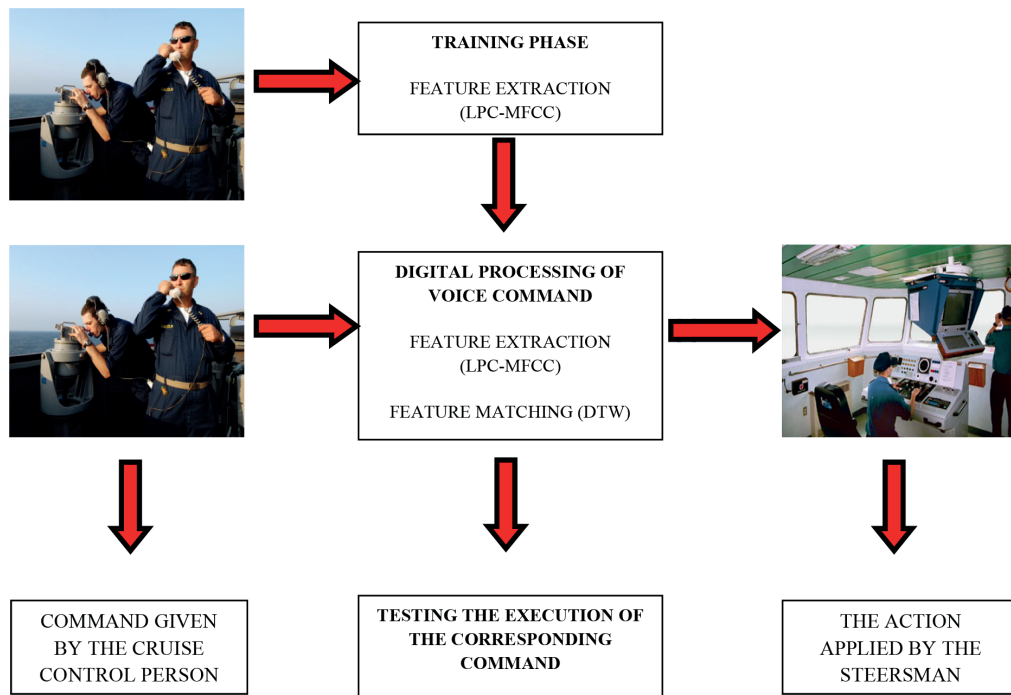 TRAINING PHASE
FEATURE EXTRACTION
(LPC-MFCC)
DIGITAL PROCESSING OF
VOICE COMMAND
FEATURE EXTRACTION
(LPC-MFCC)
FEATURE MATCHING (DTW)
COMMAND GIVEN
BY THE CRUISE
CONTROL PERSON
TESTING THE EXECUTION OF
THE CORRESPONDING
COMMAND
THE ACTION
APPLIED BY THE
STEERSMAN